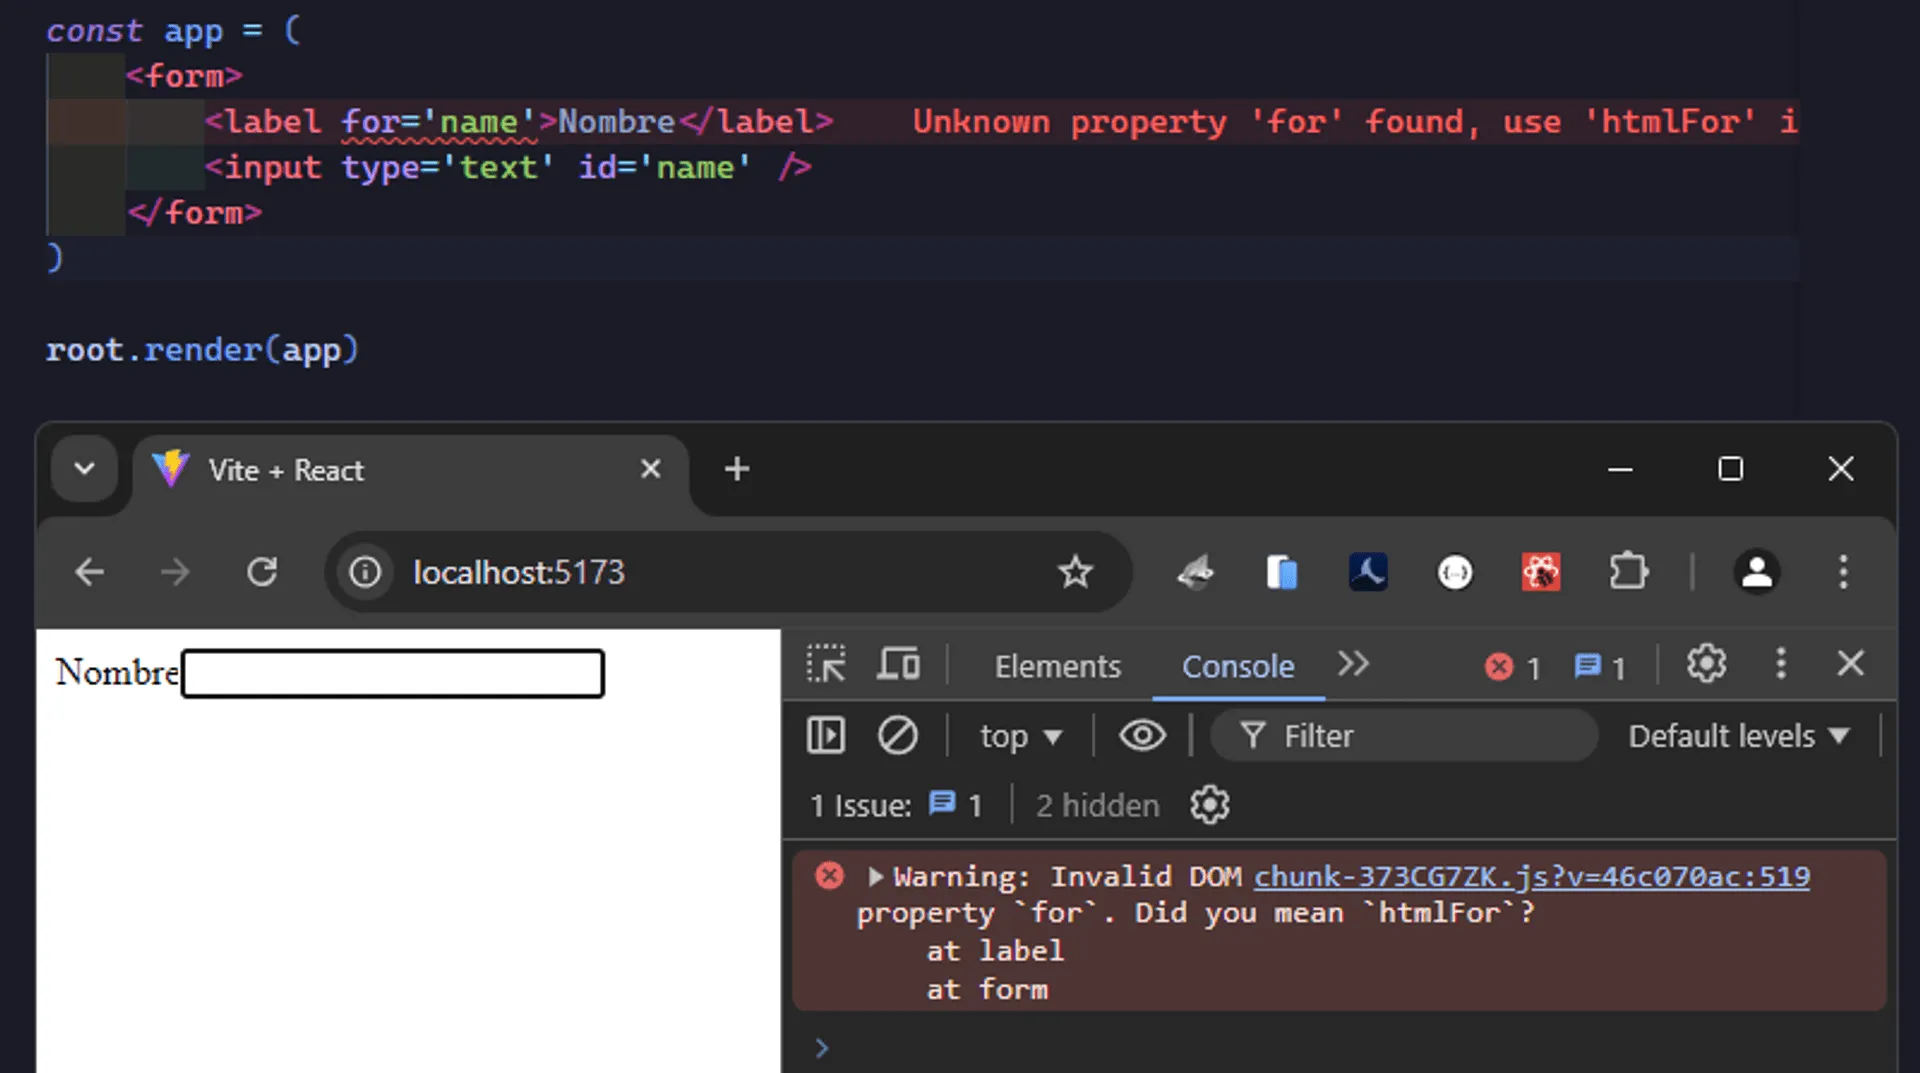 const app = (
<form>
<label for='name'>Nombre</label> Unknown property 'for' found, use 'htmlFor' i
<input type='text' id='name' />
</form>
)
root.render(app)
Vite + React
localhost:5173
Nombre
Elements Console 1 1
top Filter Default levels
1 Issue: 1 2 hidden
Warning: Invalid DOM chunk-373CG7ZK.js?v=46c070ac:519
property `for`. Did you mean `htmlFor`?
at label
at form